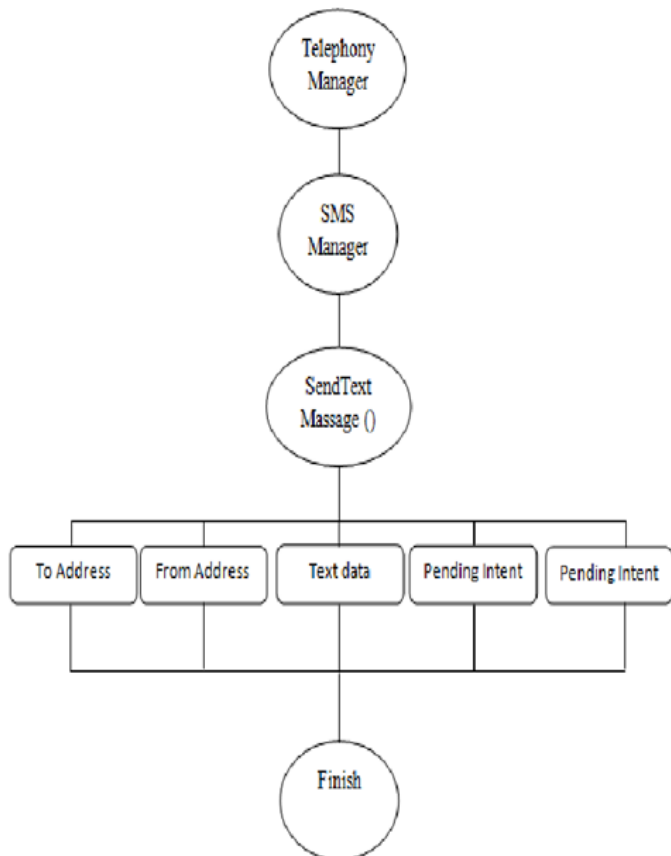 Telephony
Manager
SMS
Manager
SendText
Massage ()
To Address
From Address
Text data
Pending Intent
Pending Intent
Finish